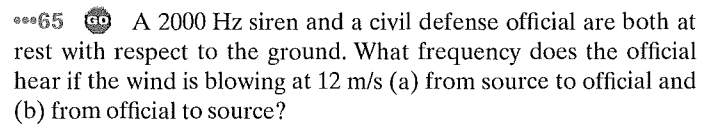 •••65 GO A 2000 Hz siren and a civil defense official are both at
rest with respect to the ground. What frequency does the official
hear if the wind is blowing at 12 m/s (a) from source to official and
(b) from official to source?